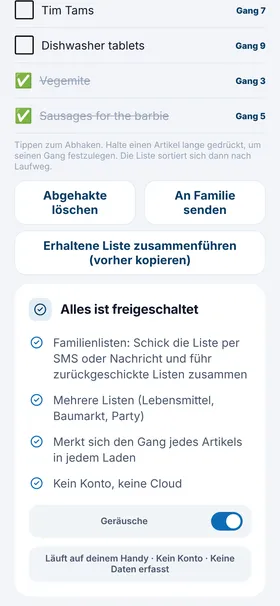 Tim Tams Gang 7
Dishwasher tablets Gang 9
Vegemite Gang 3
Sausages for the barbie Gang 5
Tippen zum Abhaken. Halte einen Artikel lange gedrückt, um
seinen Gang festzulegen. Die Liste sortiert sich dann nach
Laufweg.
Abgehakte
löschen
An Familie
senden
Erhaltene Liste zusammenführen
(vorher kopieren)
Alles ist freigeschaltet
Familienlisten: Schick die Liste per
SMS oder Nachricht und führ
zurückgeschickte Listen zusammen
Mehrere Listen (Lebensmittel,
Baumarkt, Party)
Merkt sich den Gang jedes Artikels
in jedem Laden
Kein Konto, keine Cloud
Geräusche
Läuft auf deinem Handy · Kein Konto · Keine
Daten erfasst